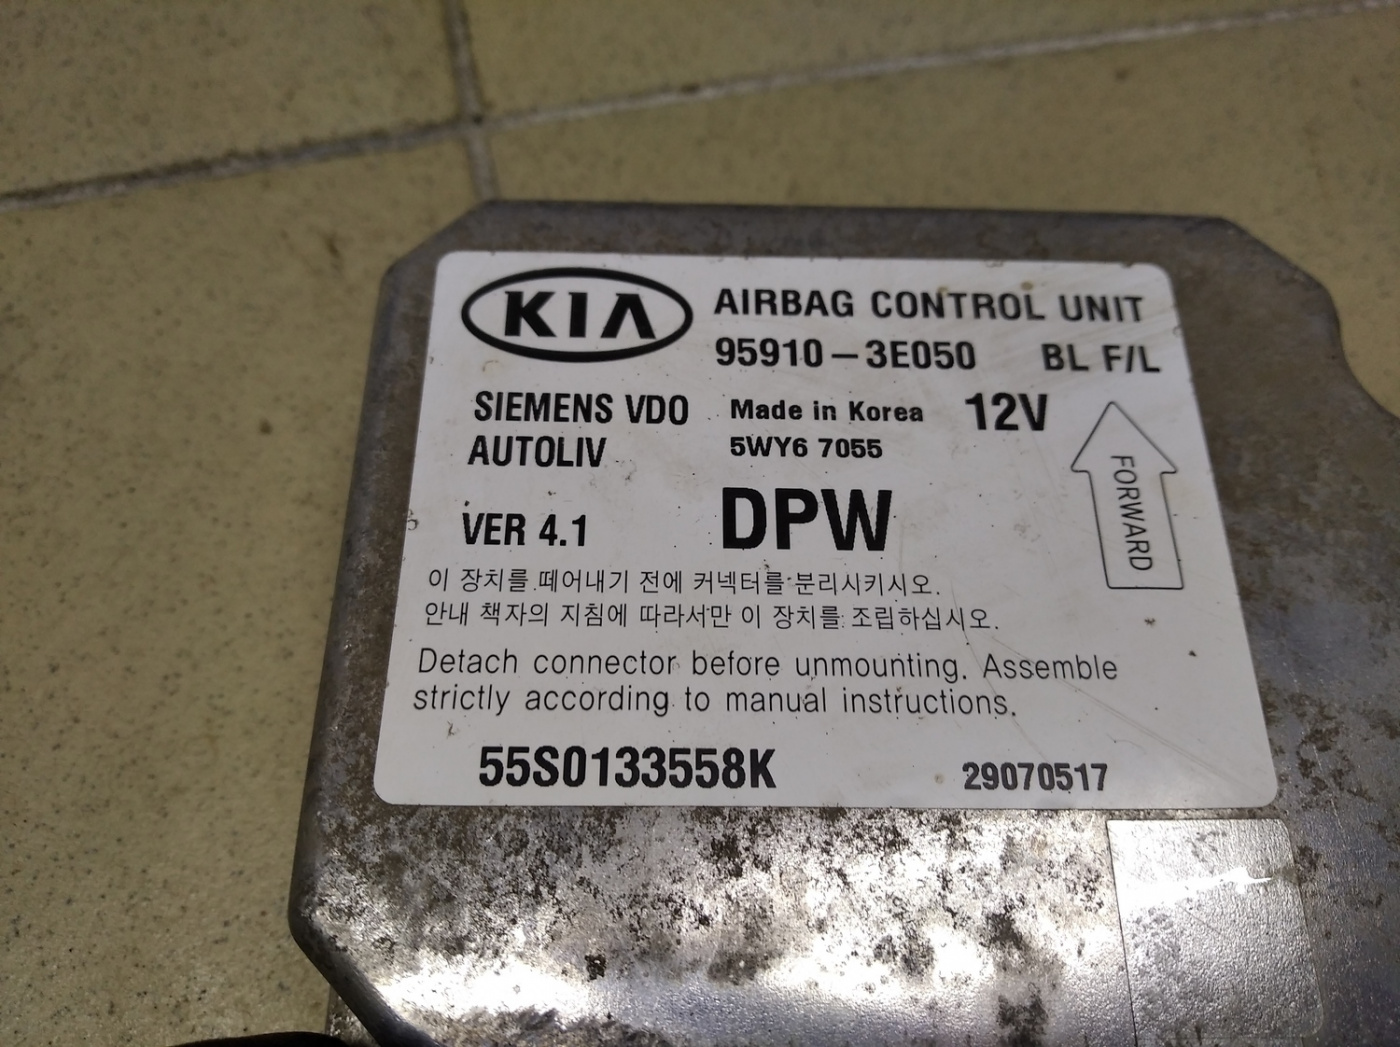 KIA AIRBAG CONTROL UNIT
95910-3E050 BL F/L
SIEMENS VDO Made in Korea 12V
AUTOLIV 5WY6 7055
FORWARD
VER 4.1 DPW
이 장치를 떼어내기 전에 커넥터를 분리시키시오.
안내 책자의 지침에 따라서만 이 장치를 조립하십시오.
Detach connector before unmounting. Assemble
strictly according to manual instructions.
55S0133558K 29070517